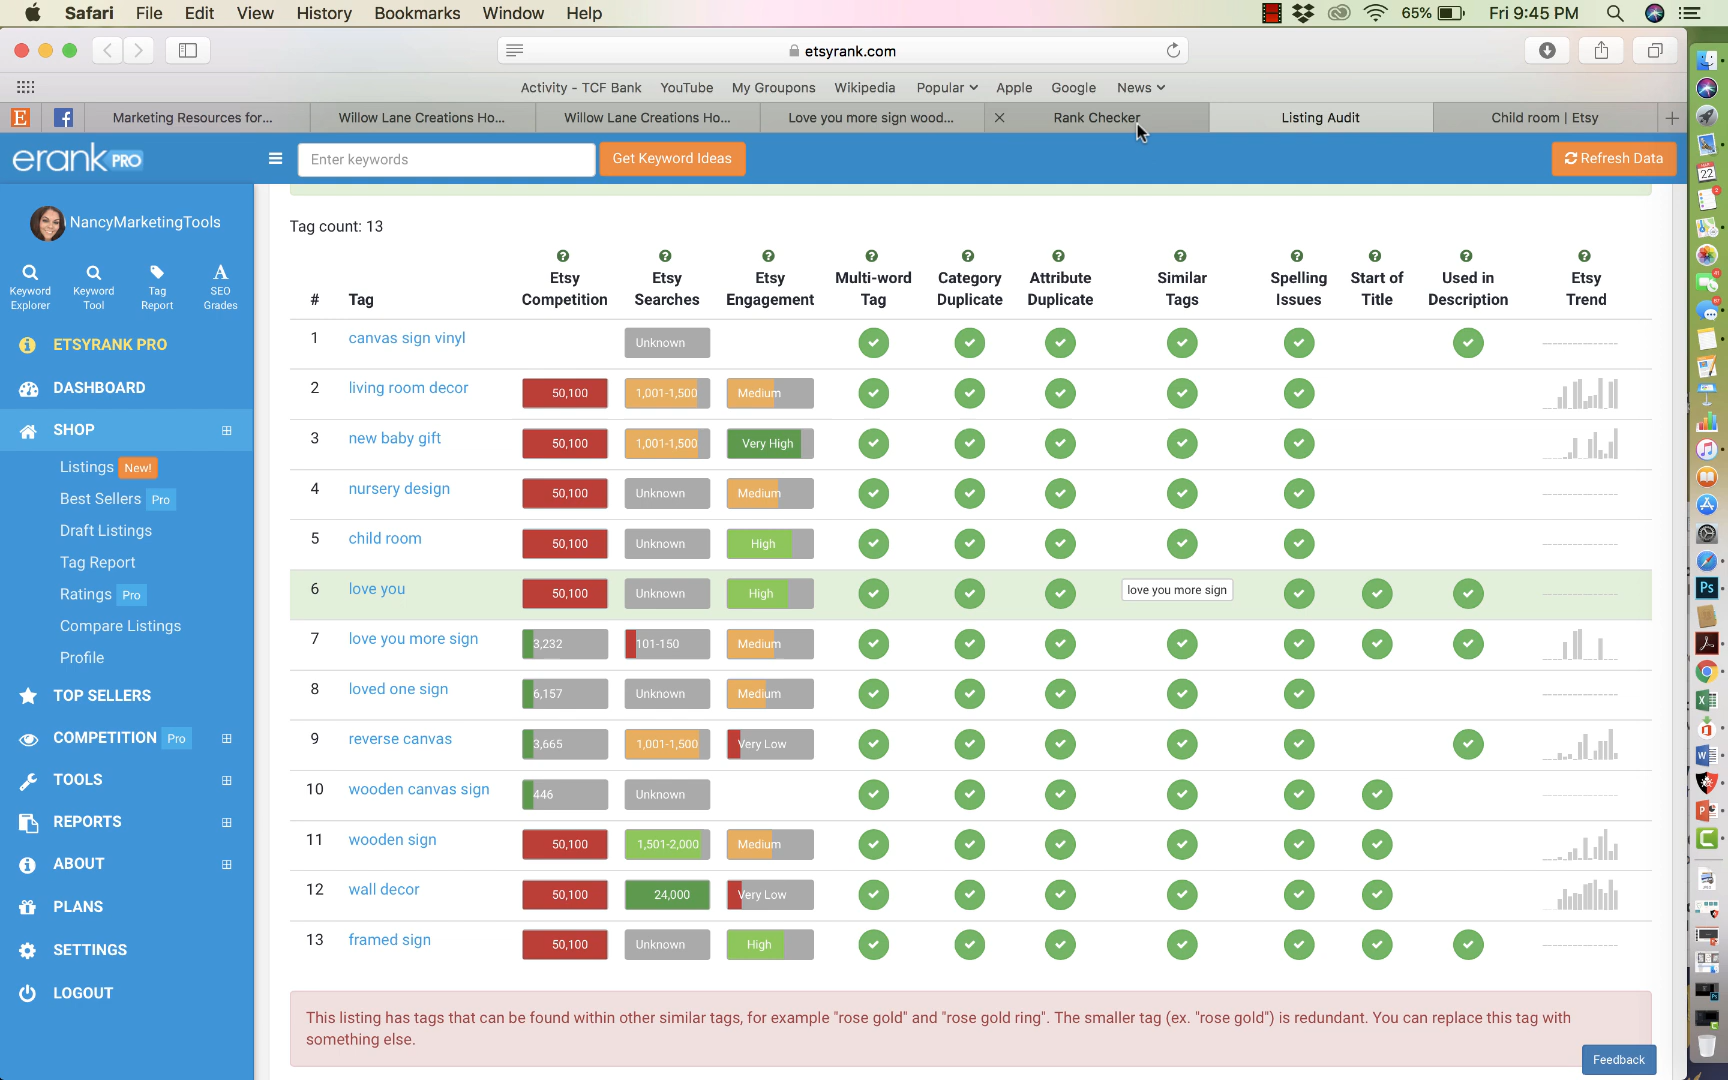 Safari File Edit View History Bookmarks Window Help 65% Fri 9:45 PM
etsyrank.com
Activity - TCF Bank YouTube My Groupons Wikipedia Popular Apple Google News
E f Marketing Resources for... Willow Lane Creations Ho... Willow Lane Creations Ho... Love you more sign wood... Rank Checker Listing Audit Child room | Etsy
erank PRO Enter keywords Get Keyword Ideas Refresh Data
NancyMarketingTools
Keyword Explorer
Keyword Tool
Tag Report
SEO Grades
ETSYRANK PRO
DASHBOARD
SHOP
Listings New!
Best Sellers Pro
Draft Listings
Tag Report
Ratings Pro
Compare Listings
Profile
TOP SELLERS
COMPETITION Pro
TOOLS
REPORTS
ABOUT
PLANS
SETTINGS
LOGOUT
Tag count: 13
# Tag Etsy Competition Etsy Searches Etsy Engagement Multi-word Tag Category Duplicate Attribute Duplicate Similar Tags Spelling Issues Start of Title Used in Description Etsy Trend
1 canvas sign vinyl Unknown
2 living room decor 50,100 1,001-1,500 Medium
3 new baby gift 50,100 1,001-1,500 Very High
4 nursery design 50,100 Unknown Medium
5 child room 50,100 Unknown High
6 love you 50,100 Unknown High love you more sign
7 love you more sign 3,232 101-150 Medium
8 loved one sign 6,157 Unknown Medium
9 reverse canvas 3,665 1,001-1,500 Very Low
10 wooden canvas sign 446 Unknown
11 wooden sign 50,100 1,501-2,000 Medium
12 wall decor 50,100 24,000 Very Low
13 framed sign 50,100 Unknown High
This listing has tags that can be found within other similar tags, for example "rose gold" and "rose gold ring". The smaller tag (ex. "rose gold") is redundant. You can replace this tag with
something else.
Feedback
22
Ps